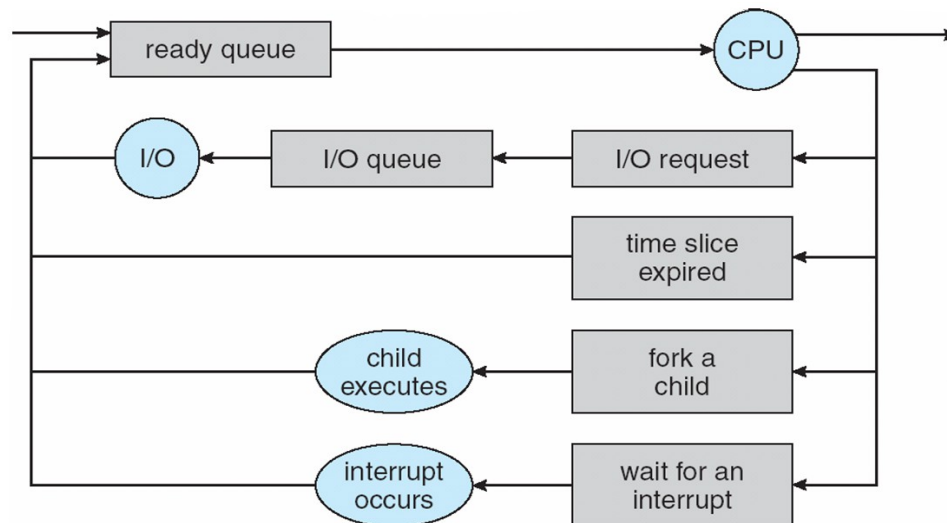 ready queue
CPU
I/O
I/O queue
I/O request
time slice
expired
child
executes
fork a
child
interrupt
occurs
wait for an
interrupt